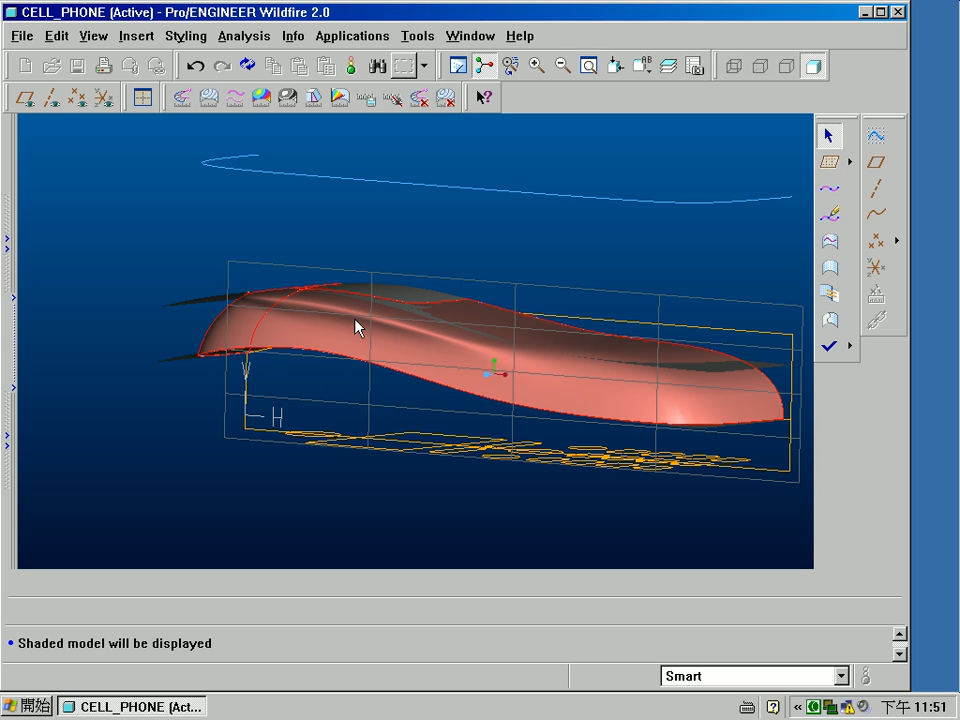 CELL_PHONE (Active) - Pro/ENGINEER Wildfire 2.0
File Edit View Insert Styling Analysis Info Applications Tools Window Help
H
Shaded model will be displayed
Smart
開始 CELL_PHONE (Act... « 下午 11:51